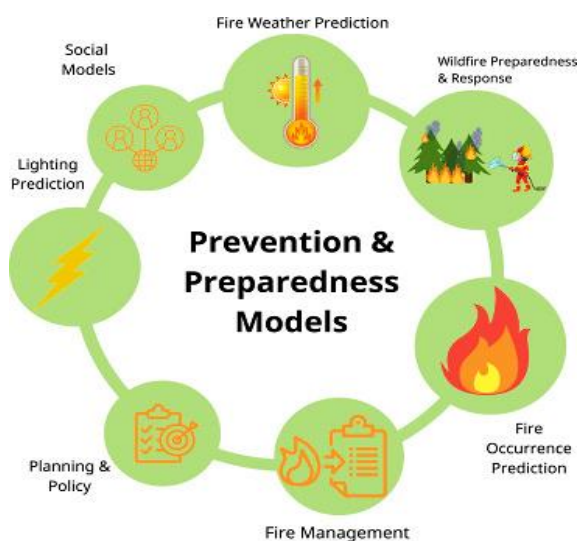 Fire Weather Prediction
Social
Models
Wildfire Preparedness
& Response
Lighting
Prediction
Prevention &
Preparedness
Models
Fire
Occurrence
Prediction
Planning &
Policy
Fire Management